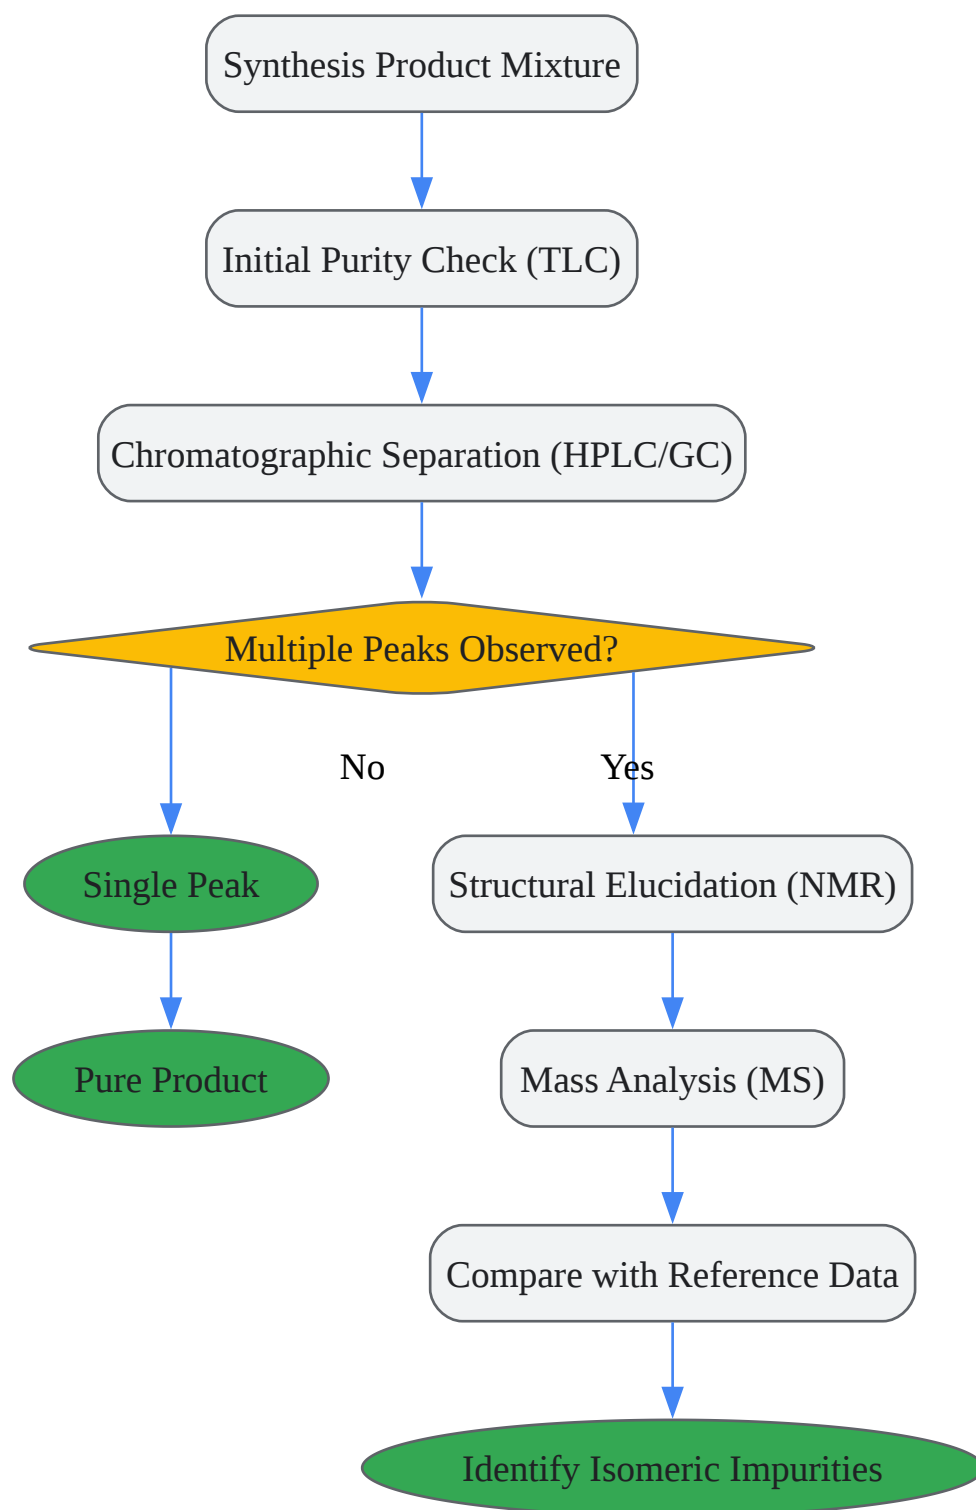 Synthesis Product Mixture
Initial Purity Check (TLC)
Chromatographic Separation (HPLC/GC)
Multiple Peaks Observed?
No
Yes
Single Peak
Structural Elucidation (NMR)
Pure Product
Mass Analysis (MS)
Compare with Reference Data
Identify Isomeric Impurities